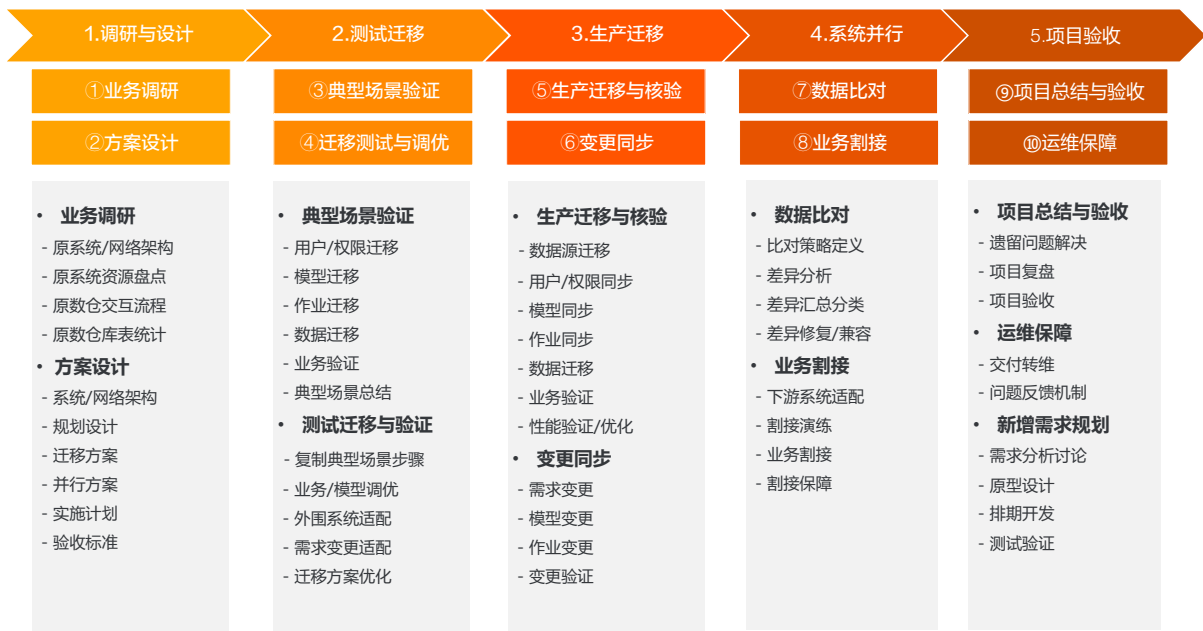 1.调研与设计
2.测试迁移
3.生产迁移
4.系统并行
5.项目验收
①业务调研
③典型场景验证
⑤生产迁移与核验
⑦数据比对
⑨项目总结与验收
②方案设计
④迁移测试与调优
⑥变更同步
⑧业务割接
⑩运维保障
• 业务调研
- 原系统/网络架构
- 原系统资源盘点
- 原数仓交互流程
- 原数仓库表统计
• 方案设计
- 系统/网络架构
- 规划设计
- 迁移方案
- 并行方案
- 实施计划
- 验收标准
• 典型场景验证
- 用户/权限迁移
- 模型迁移
- 作业迁移
- 数据迁移
- 业务验证
- 典型场景总结
• 测试迁移与验证
- 复制典型场景步骤
- 业务/模型调优
- 外围系统适配
- 需求变更适配
- 迁移方案优化
• 生产迁移与核验
- 数据源迁移
- 用户/权限同步
- 模型同步
- 作业同步
- 数据迁移
- 业务验证
- 性能验证/优化
• 变更同步
- 需求变更
- 模型变更
- 作业变更
- 变更验证
• 数据比对
- 比对策略定义
- 差异分析
- 差异汇总分类
- 差异修复/兼容
• 业务割接
- 下游系统适配
- 割接演练
- 业务割接
- 割接保障
• 项目总结与验收
- 遗留问题解决
- 项目复盘
- 项目验收
• 运维保障
- 交付转维
- 问题反馈机制
• 新增需求规划
- 需求分析讨论
- 原型设计
- 排期开发
- 测试验证